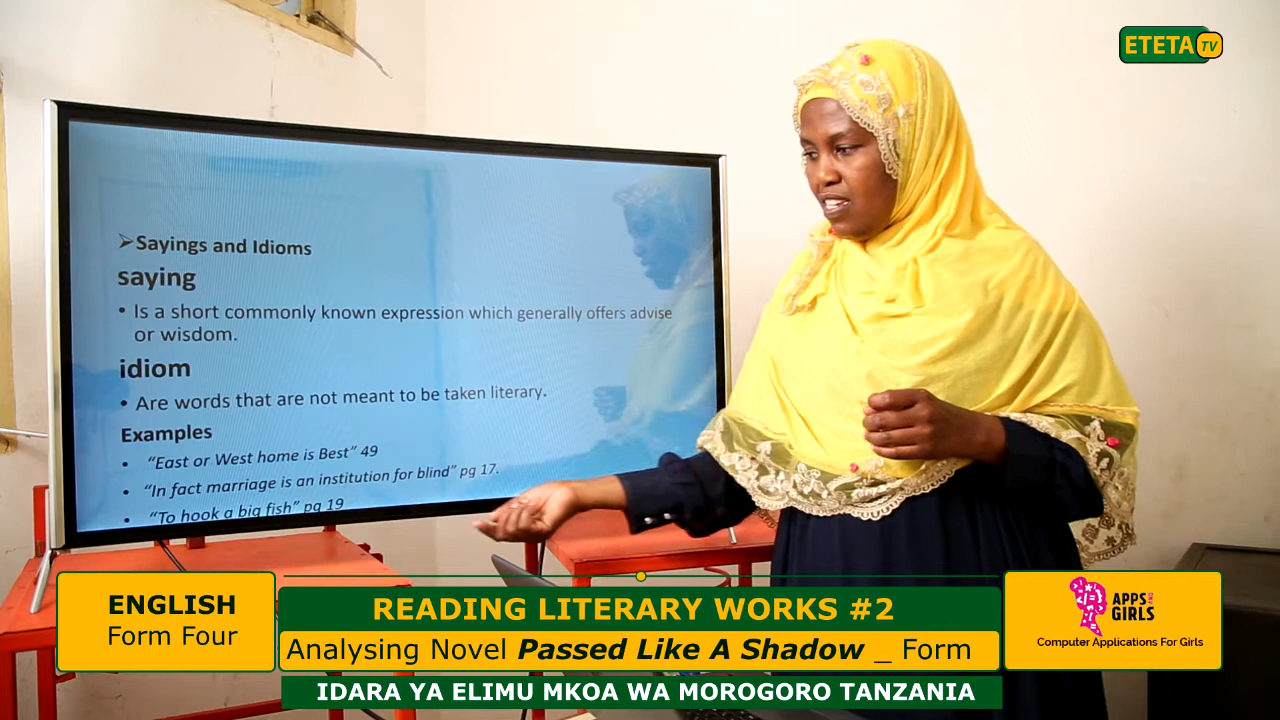 ETETA TV
➢Sayings and Idioms
saying
• Is a short commonly known expression which generally offers advise
or wisdom.
idiom
• Are words that are not meant to be taken literary.
Examples
• “East or West home is Best” 49
• “In fact marriage is an institution for blind” pg 17.
• “To hook a big fish” pg 19
ENGLISH
Form Four
READING LITERARY WORKS #2
Analysing Novel Passed Like A Shadow _ Form
IDARA YA ELIMU MKOA WA MOROGORO TANZANIA
APPS AND
GIRLS
Computer Applications For Girls